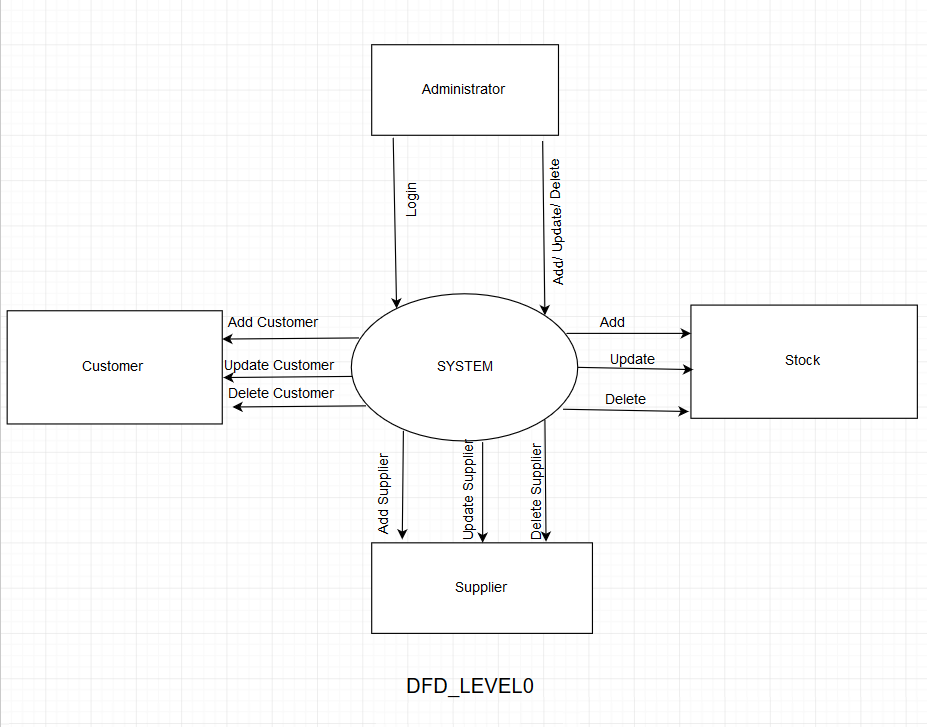 Administrator
Login
Add/ Update/ Delete
Add Customer
Update Customer
Delete Customer
Customer
SYSTEM
Add
Update
Delete
Stock
Add Supplier
Update Supplier
Delete Supplier
Supplier
DFD_LEVEL0